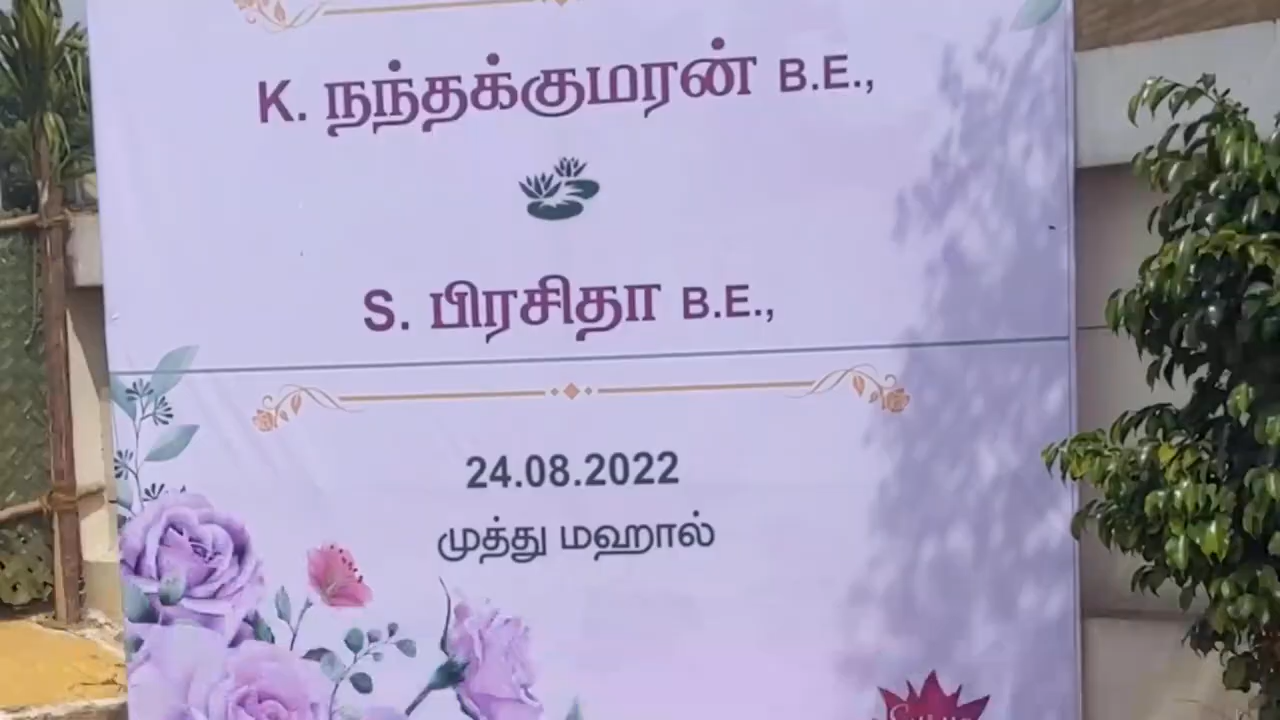 K. நந்தக்குமரன் B.E.,
S. பிரசிதா B.E.,
24.08.2022
முத்து மஹால்